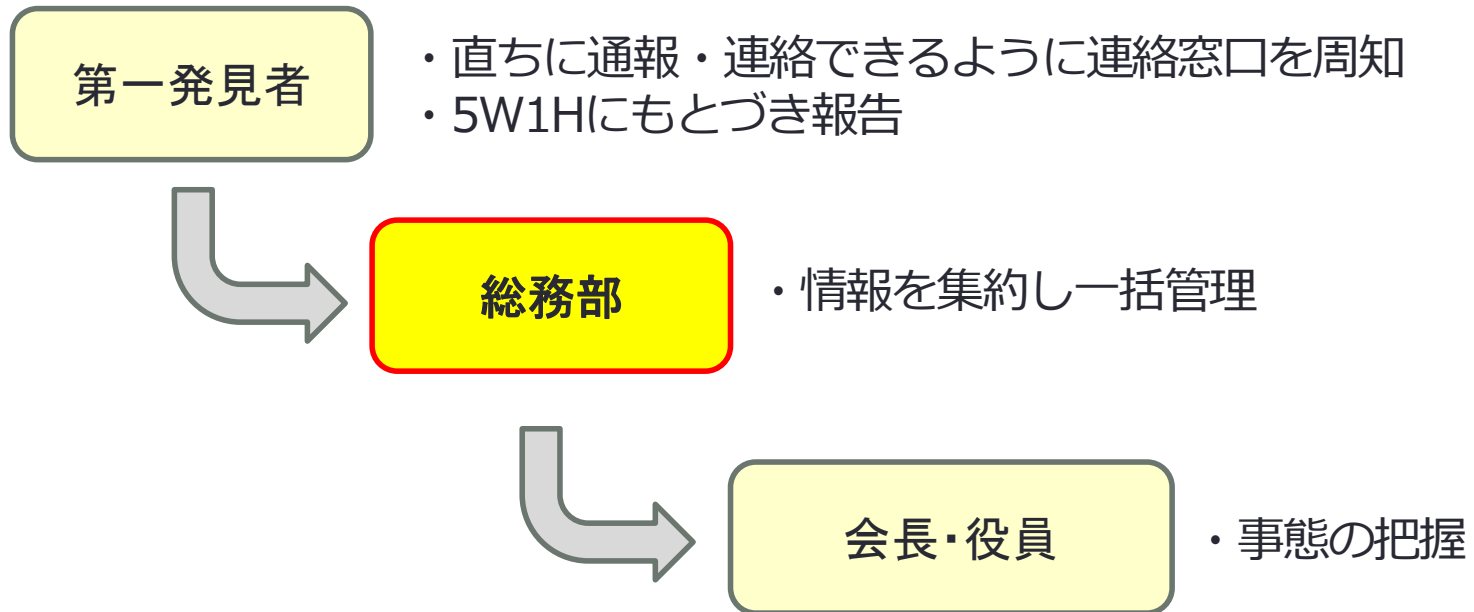 第一発見者
・直ちに通報・連絡できるように連絡窓口を周知
・5W1Hにもとづき報告
総務部
・情報を集約し一括管理
会長・役員
・事態の把握